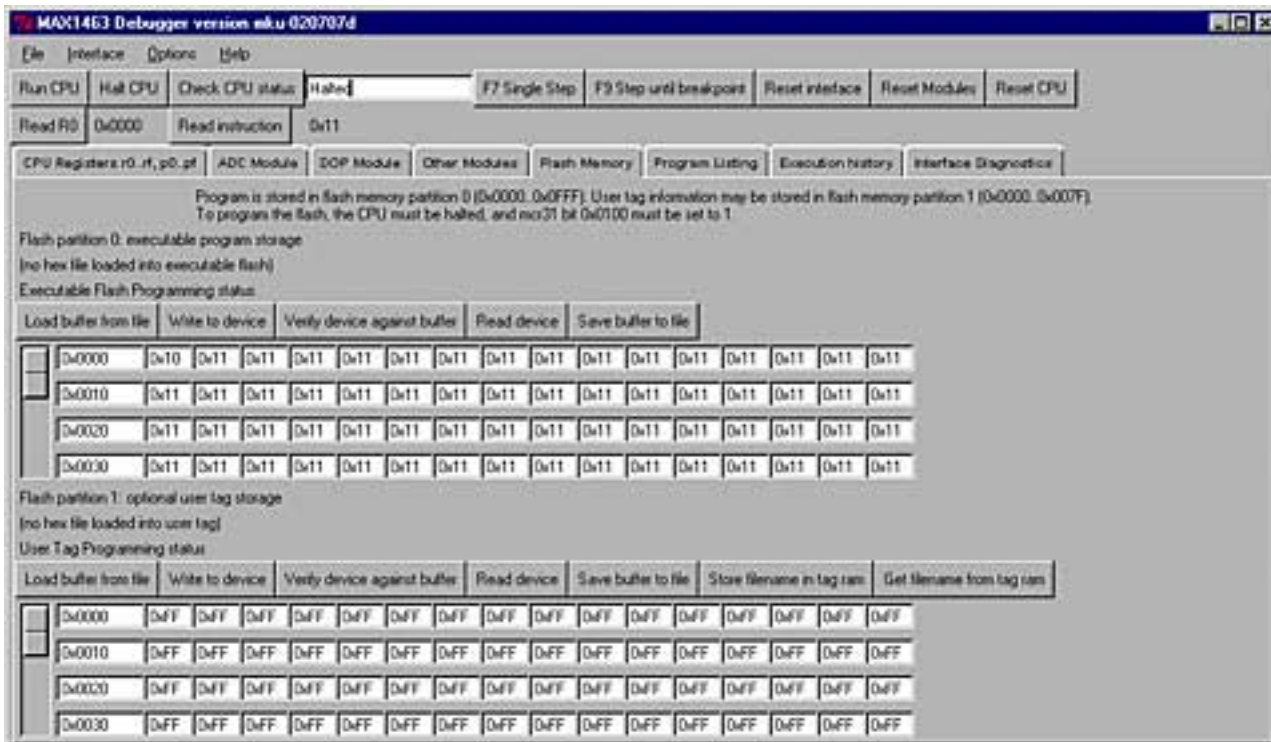 MAX1463 Debugger version mku 020707d
File Interface Options Help
Run CPU Halt CPU Check CPU status Halted F7 Single Step F9 Step until breakpoint Reset interface Reset Modules Reset CPU
Read R0 0x0000 Read instruction 0x11
CPU Registers r0..rf, p0..pf ADC Module DOP Module Other Modules Flash Memory Program Listing Execution history Interface Diagnostics
Program is stored in flash memory partition 0 (0x0000..0x0FFF). User tag information may be stored in flash memory partition 1 (0x0000..0x007F).
To program the flash, the CPU must be halted, and mcr31 bit 0x0100 must be set to 1
Flash partition 0: executable program storage
(no hex file loaded into executable flash)
Executable Flash Programming status
Load buffer from file Write to device Verify device against buffer Read device Save buffer to file
0x0000 0x10 0x11 0x11 0x11 0x11 0x11 0x11 0x11 0x11 0x11 0x11 0x11 0x11 0x11 0x11 0x11
0x0010 0x11 0x11 0x11 0x11 0x11 0x11 0x11 0x11 0x11 0x11 0x11 0x11 0x11 0x11 0x11 0x11
0x0020 0x11 0x11 0x11 0x11 0x11 0x11 0x11 0x11 0x11 0x11 0x11 0x11 0x11 0x11 0x11 0x11
0x0030 0x11 0x11 0x11 0x11 0x11 0x11 0x11 0x11 0x11 0x11 0x11 0x11 0x11 0x11 0x11 0x11
Flash partition 1: optional user tag storage
(no hex file loaded into user tag)
User Tag Programming status
Load buffer from file Write to device Verify device against buffer Read device Save buffer to file Store filename in tag ram Get filename from tag ram
0x0000 0xFF 0xFF 0xFF 0xFF 0xFF 0xFF 0xFF 0xFF 0xFF 0xFF 0xFF 0xFF 0xFF 0xFF 0xFF 0xFF
0x0010 0xFF 0xFF 0xFF 0xFF 0xFF 0xFF 0xFF 0xFF 0xFF 0xFF 0xFF 0xFF 0xFF 0xFF 0xFF 0xFF
0x0020 0xFF 0xFF 0xFF 0xFF 0xFF 0xFF 0xFF 0xFF 0xFF 0xFF 0xFF 0xFF 0xFF 0xFF 0xFF 0xFF
0x0030 0xFF 0xFF 0xFF 0xFF 0xFF 0xFF 0xFF 0xFF 0xFF 0xFF 0xFF 0xFF 0xFF 0xFF 0xFF 0xFF